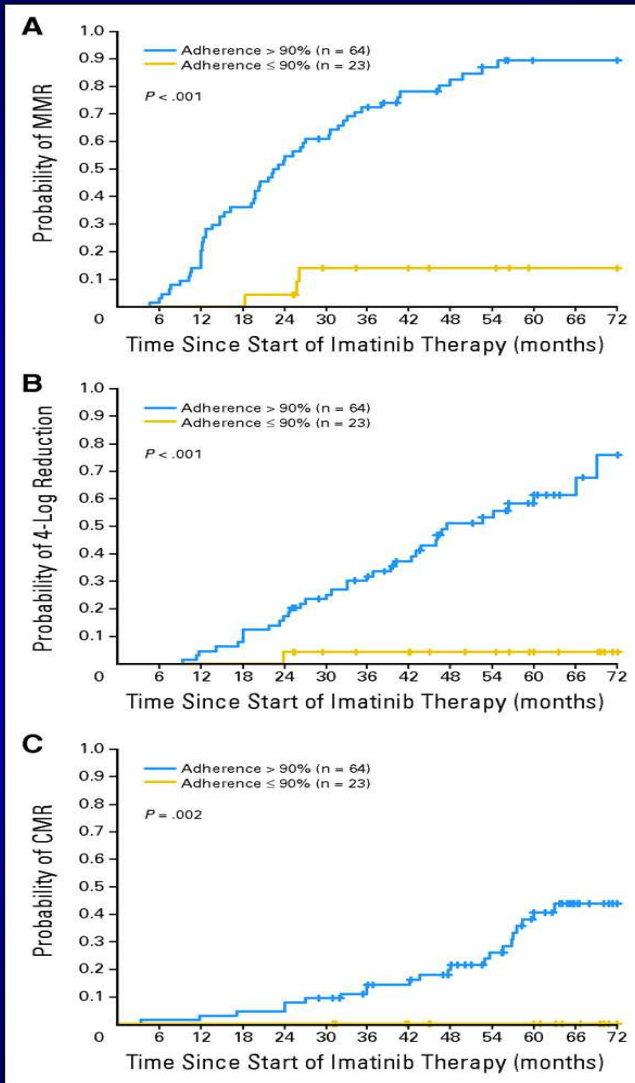 A
1.0
0.9
0.8
0.7
0.6
0.5
0.4
0.3
0.2
0.1
0
Adherence > 90% (n = 64)
Adherence ≤ 90% (n = 23)
P < .001
Probability of MMR
6 12 18 24 30 36 42 48 54 60 66 72
Time Since Start of Imatinib Therapy (months)
B
1.0
0.9
0.8
0.7
0.6
0.5
0.4
0.3
0.2
0.1
0
Adherence > 90% (n = 64)
Adherence ≤ 90% (n = 23)
P < .001
Probability of 4-Log Reduction
6 12 18 24 30 36 42 48 54 60 66 72
Time Since Start of Imatinib Therapy (months)
C
1.0
0.9
0.8
0.7
0.6
0.5
0.4
0.3
0.2
0.1
0
Adherence > 90% (n = 64)
Adherence ≤ 90% (n = 23)
P = .002
Probability of CMR
6 12 18 24 30 36 42 48 54 60 66 72
Time Since Start of Imatinib Therapy (months)